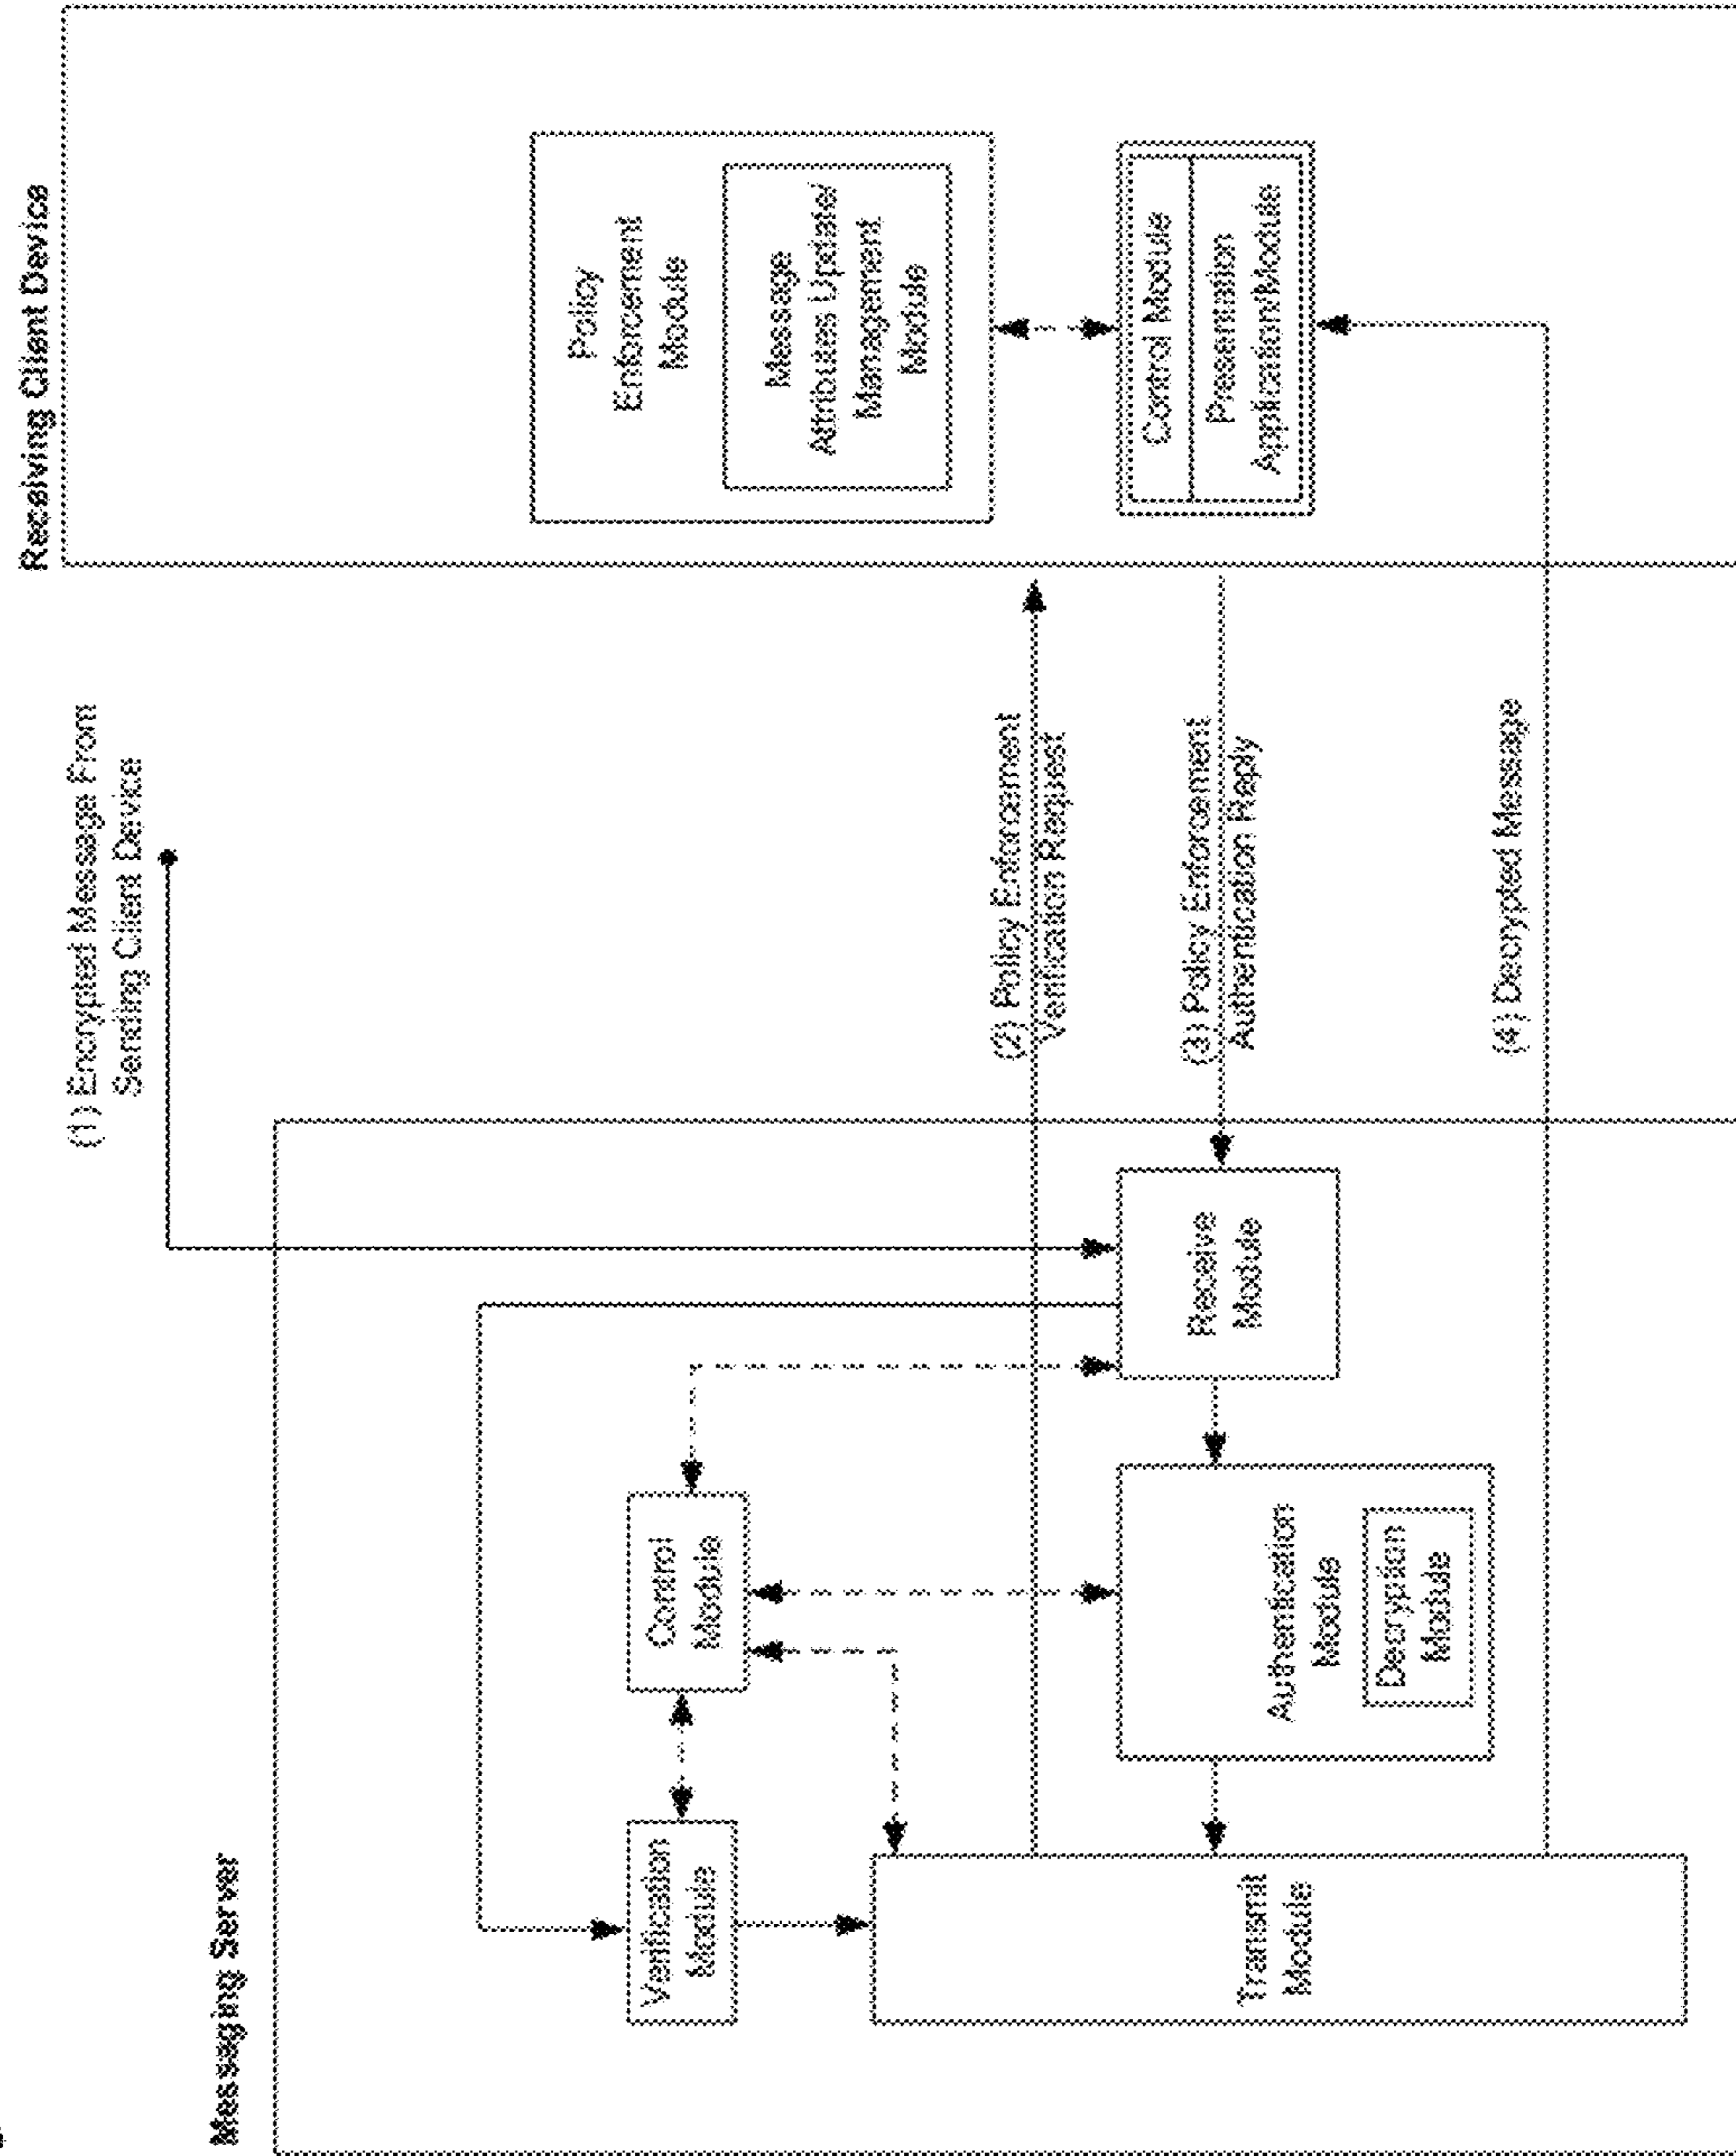 Messaging Server
(1) Encrypted Message From
Sending Client Device
Receiving Client Device
Verification
Module
Control
Module
Policy
Enforcement
Module
Message
Attributes Update/
Management
Module
(2) Policy Enforcement
Verification Request
Transmit
Module
Authentication
Module
Decryption
Module
Receive
Module
(3) Policy Enforcement
Authentication Reply
Control Module
Presentation
Application/Module
(4) Decrypted Message